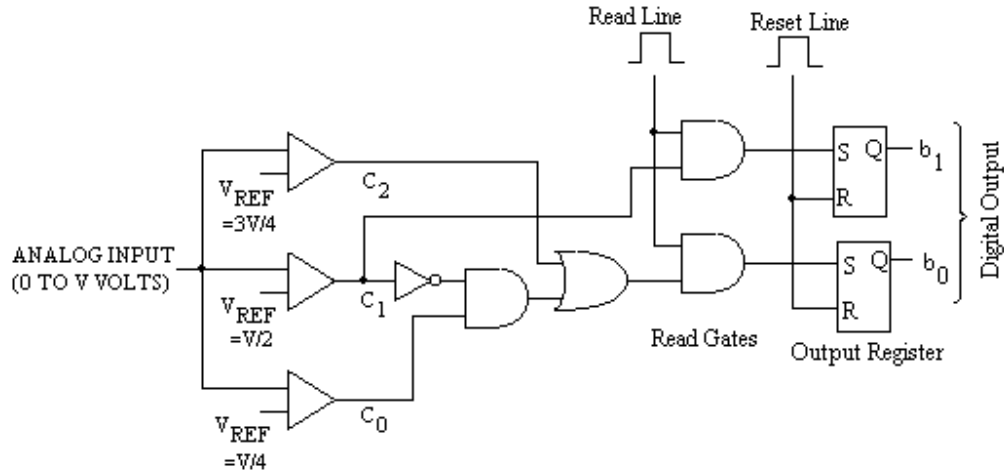 Read Line
Reset Line
C2
VREF
=3V/4
S Q b1
R
Digital Output
ANALOG INPUT
(0 TO V VOLTS)
C1
VREF
=V/2
S Q b0
R
Read Gates
Output Register
C0
VREF
=V/4